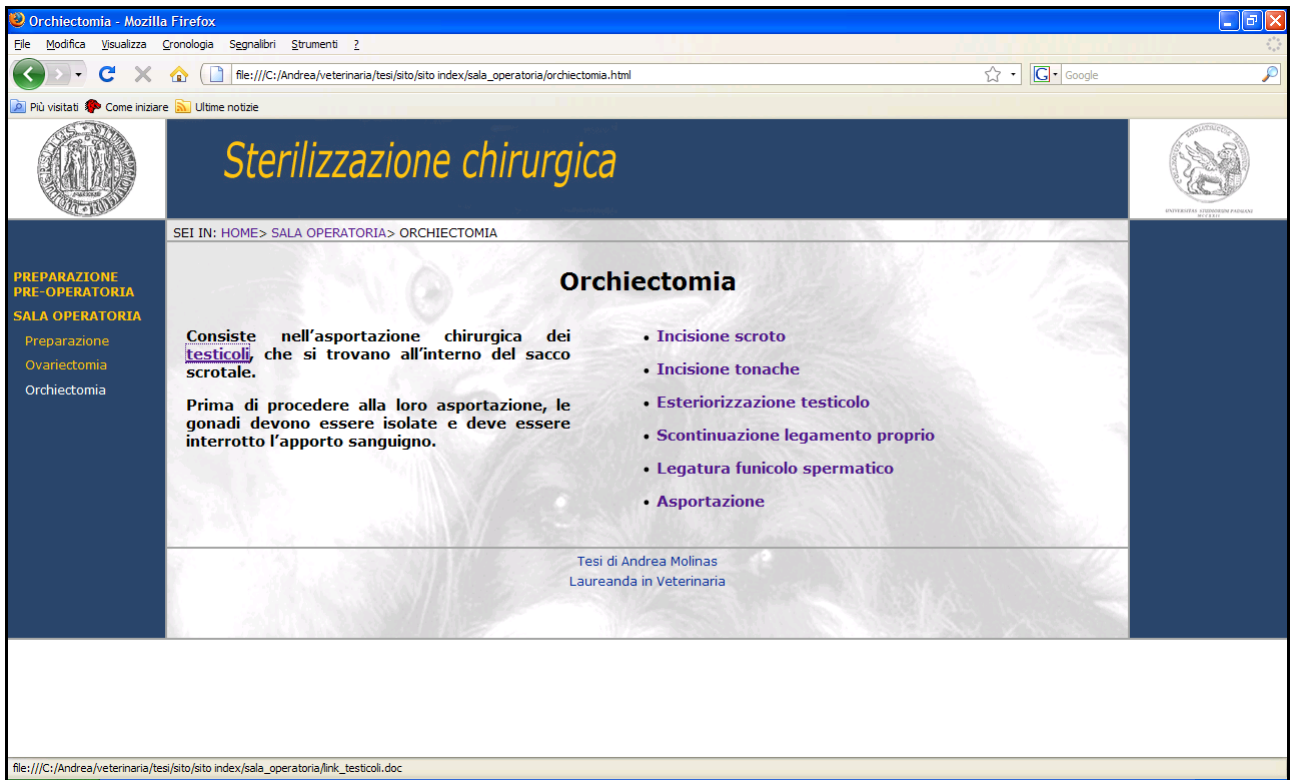 Orchiectomia - Mozilla Firefox
File Modifica Visualizza Cronologia Segnalibri Strumenti ?
file:///C:/Andrea/veterinaria/tesi/sito/sito index/sala_operatoria/orchiectomia.html
G Google
Più visitati Come iniziare Ultime notizie
Sterilizzazione chirurgica
UNIVERSITAS STUDIORUM PADUANI
MCCXXII
SEI IN: HOME> SALA OPERATORIA> ORCHIECTOMIA
PREPARAZIONE
PRE-OPERATORIA
SALA OPERATORIA
Preparazione
Ovariectomia
Orchiectomia
Orchiectomia
Consiste nell’asportazione chirurgica dei
testicoli, che si trovano all’interno del sacco
scrotale.
Prima di procedere alla loro asportazione, le
gonadi devono essere isolate e deve essere
interrotto l’apporto sanguigno.
• Incisione scroto
• Incisione tonache
• Esteriorizzazione testicolo
• Scontinuazione legamento proprio
• Legatura funicolo spermatico
• Asportazione
Tesi di Andrea Molinas
Laureanda in Veterinaria
file:///C:/Andrea/veterinaria/tesi/sito/sito index/sala_operatoria/link_testicoli.doc